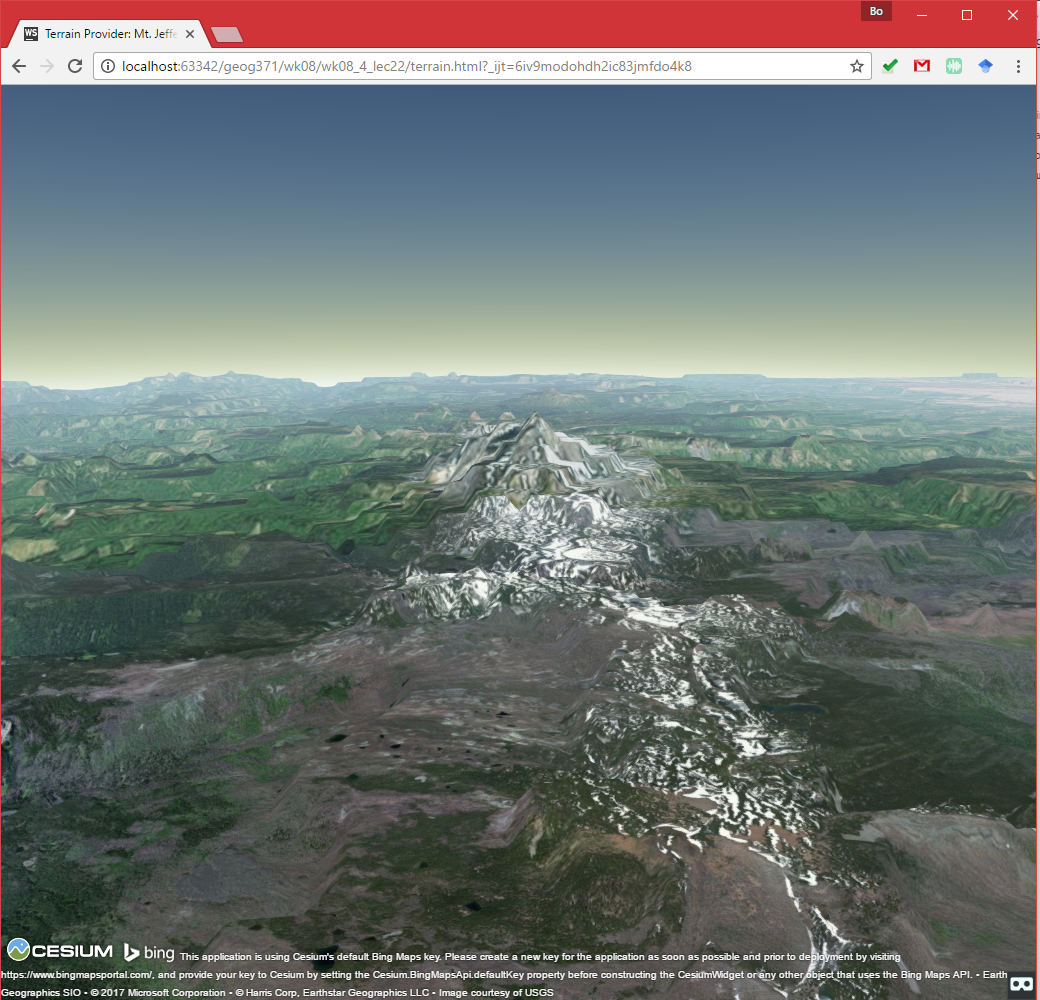 Bo
WS Terrain Provider: Mt. Jeffe
localhost:63342/geog371/wk08/wk08_4_lec22/terrain.html?_ijt=6iv9modohdh2ic83jmfdo4k8
CESIUM bing This application is using Cesium's default Bing Maps key. Please create a new key for the application as soon as possible and prior to deployment by visiting
https://www.bingmapsportal.com/, and provide your key to Cesium by setting the Cesium.BingMapsApi.defaultKey property before constructing the CesiumWidget or any other object that uses the Bing Maps API. • Earth
Geographics SIO • © 2017 Microsoft Corporation • © Harris Corp, Earthstar Geographics LLC • Image courtesy of USGS